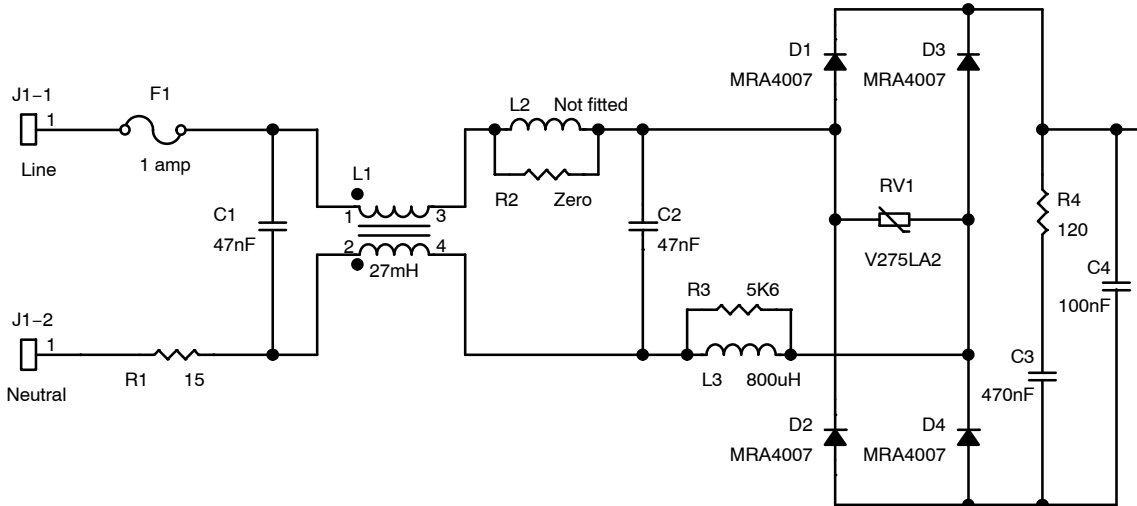 J1−1
1
Line
F1
1 amp
C1
47nF
L1
1
3
2
4
27mH
L2
Not fitted
R2
Zero
C2
47nF
J1−2
1
Neutral
R1
15
R3
5K6
L3
800uH
D1
MRA4007
D3
MRA4007
RV1
V275LA2
D2
MRA4007
D4
MRA4007
R4
120
C4
100nF
C3
470nF